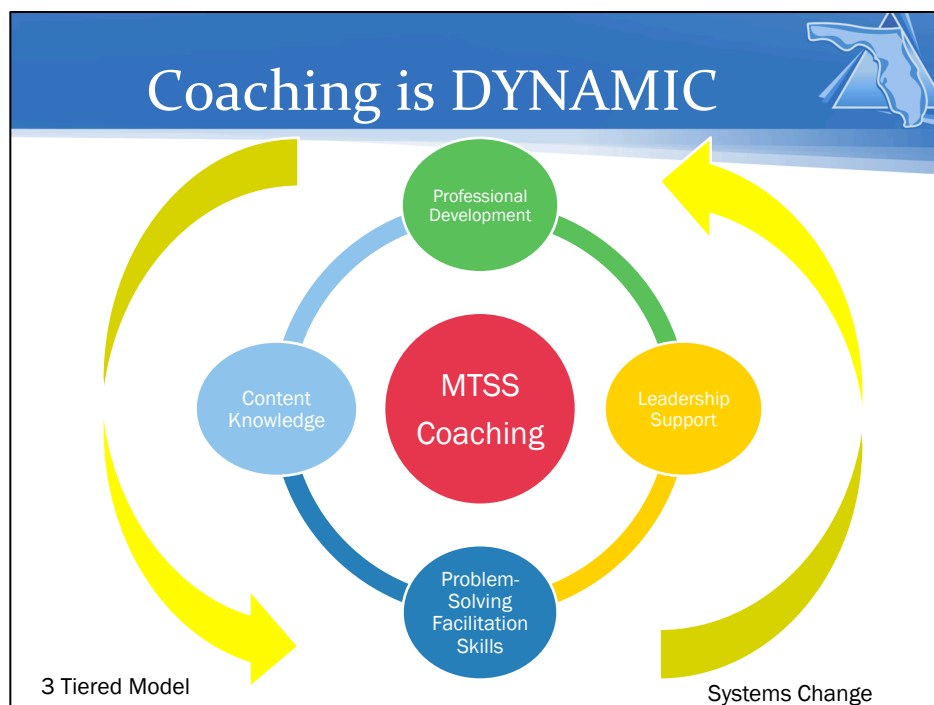 Coaching is DYNAMIC
Professional
Development
Content
Knowledge
MTSS
Coaching
Leadership
Support
Problem-
Solving
Facilitation
Skills
3 Tiered Model
Systems Change